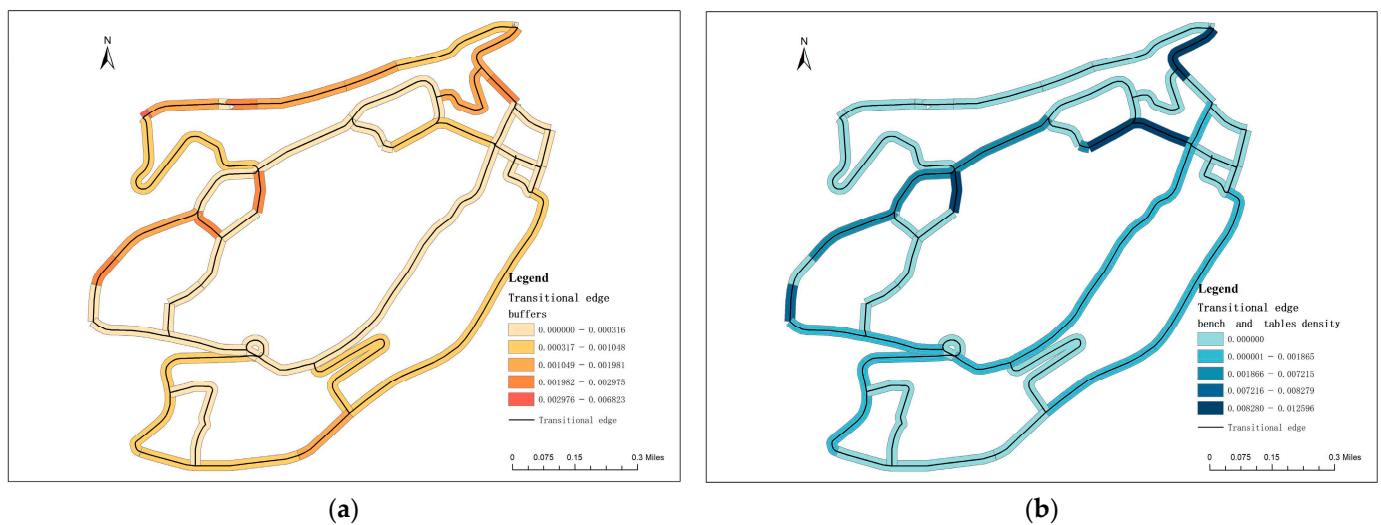 N
Legend
Transitional edge
buffers
0.000000 - 0.000316
0.000317 - 0.001048
0.001049 - 0.001981
0.001982 - 0.002975
0.002976 - 0.006823
Transitional edge
0 0.075 0.15 0.3 Miles
(a)
N
Legend
Transitional edge
bench and tables density
0.000000
0.000001 - 0.001865
0.001866 - 0.007215
0.007216 - 0.008279
0.008280 - 0.012596
Transitional edge
0 0.075 0.15 0.3 Miles
(b)